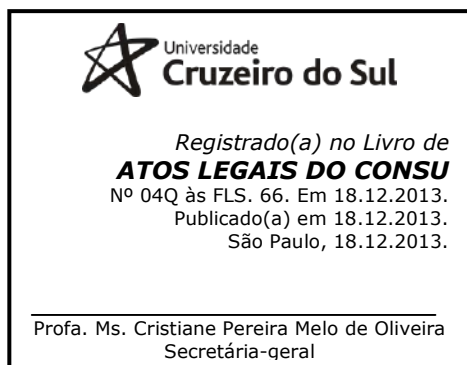 Universidade
Cruzeiro do Sul
Registrado(a) no Livro de
ATOS LEGAIS DO CONSU
Nº 04Q às FLS. 66. Em 18.12.2013.
Publicado(a) em 18.12.2013.
São Paulo, 18.12.2013.
Profa. Ms. Cristiane Pereira Melo de Oliveira
Secretária-geral